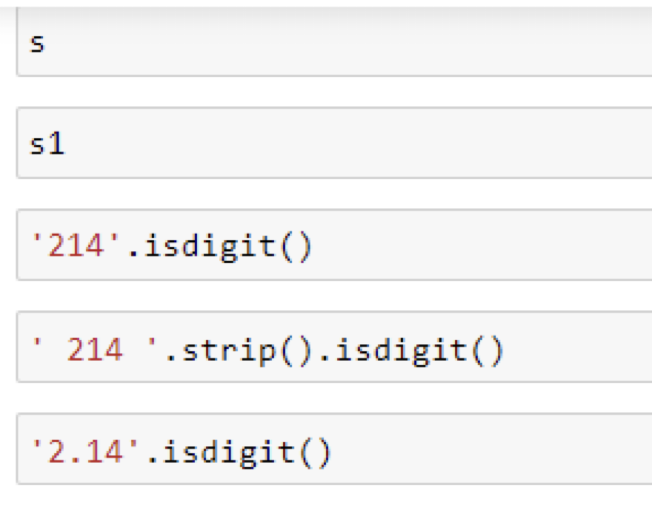 s
s1
'214'.isdigit()
' 214 '.strip().isdigit()
'2.14'.isdigit()